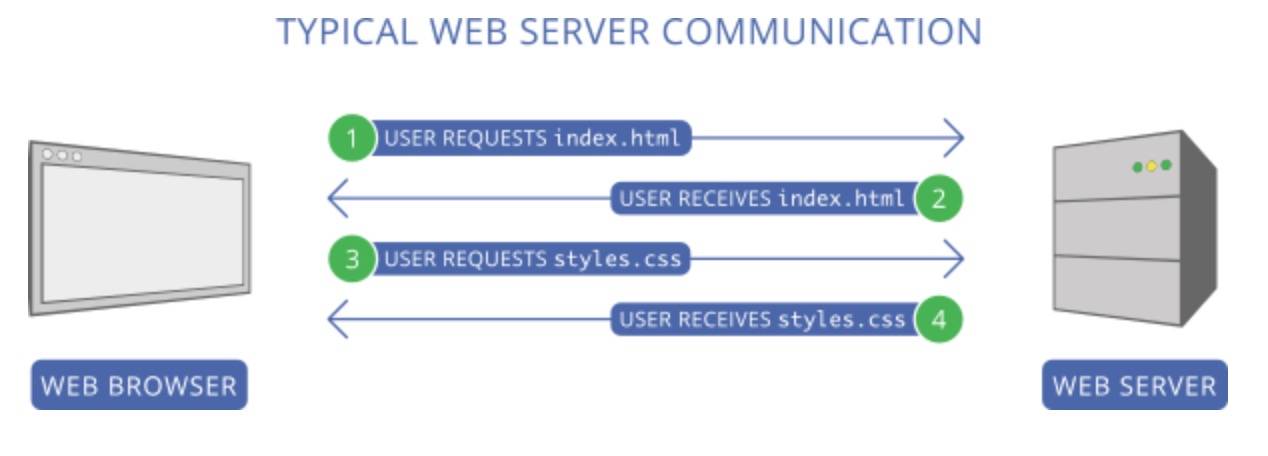 TYPICAL WEB SERVER COMMUNICATION
1 USER REQUESTS index.html
USER RECEIVES index.html 2
3 USER REQUESTS styles.css
USER RECEIVES styles.css 4
WEB BROWSER
WEB SERVER